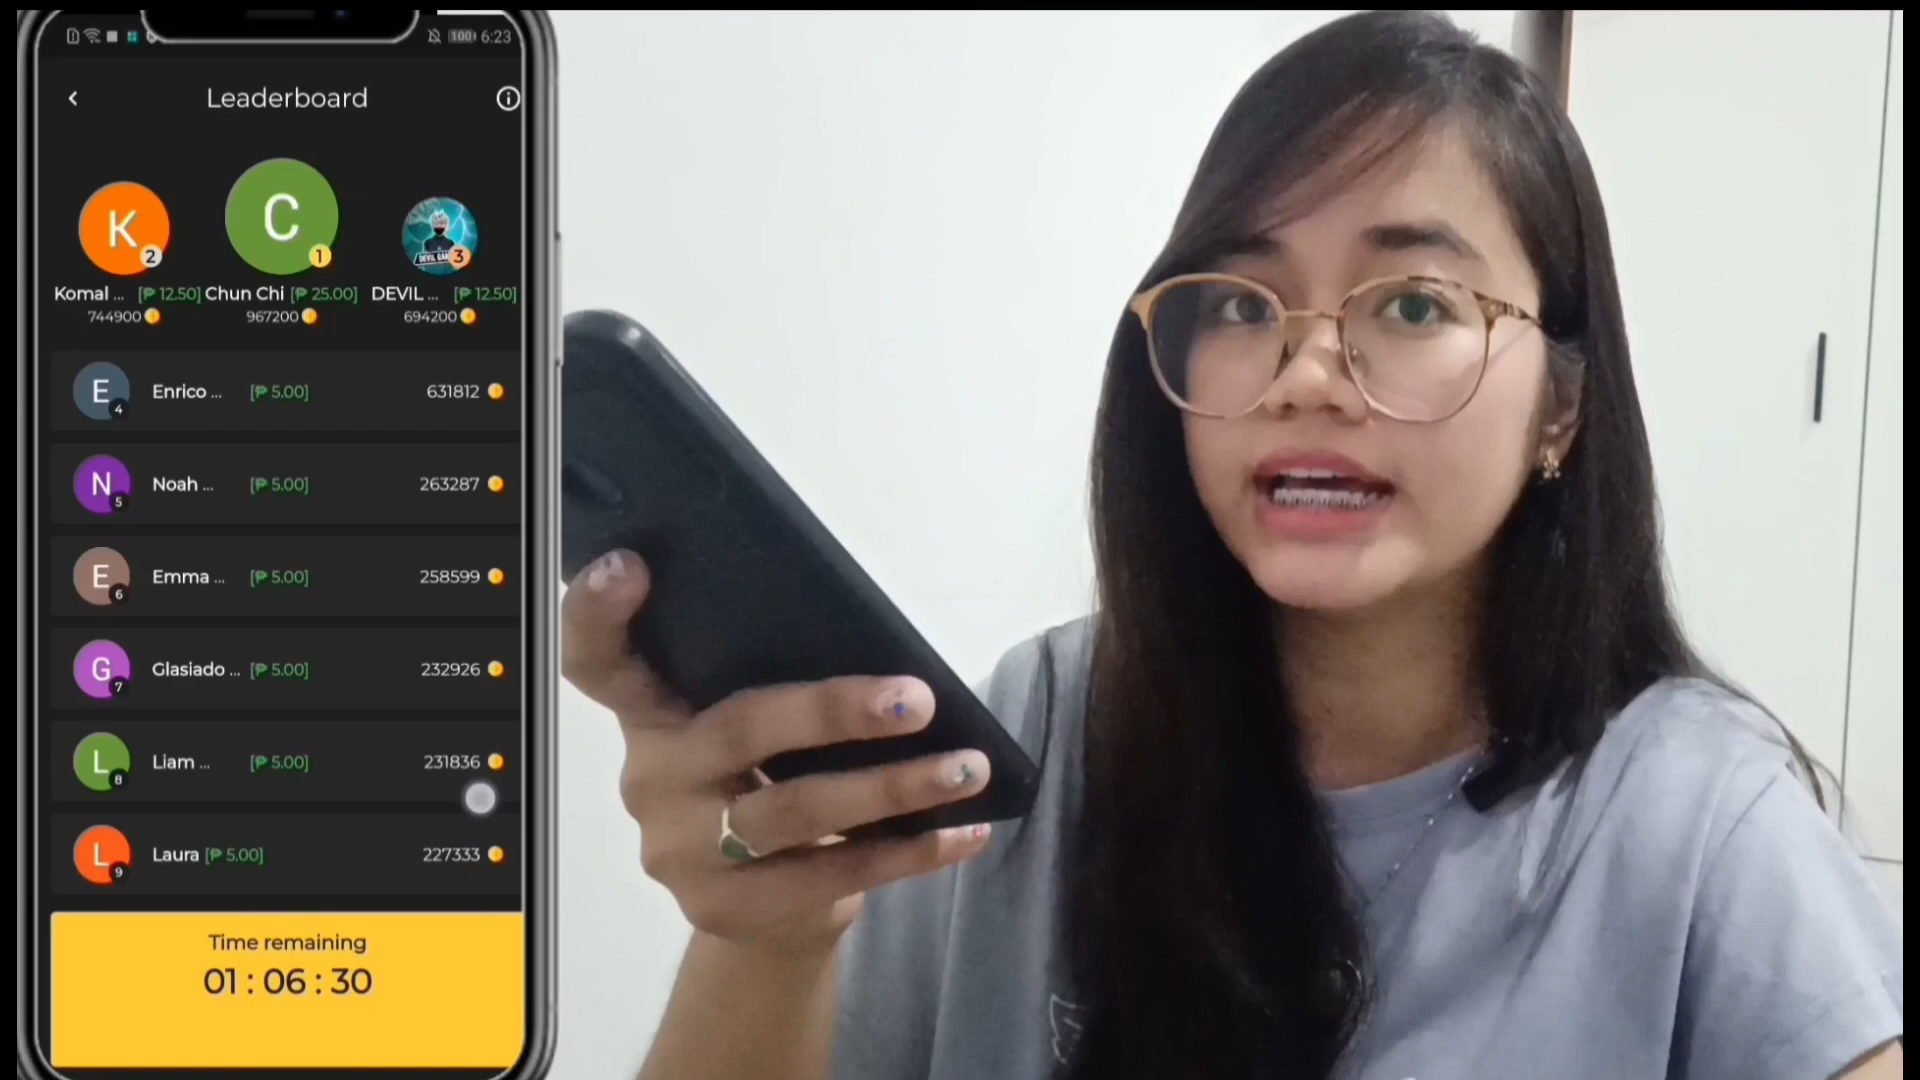 100 6:23
Leaderboard
K 2
C 1
DEVIL 3
Komal ... [₱ 12.50] Chun Chi [₱ 25.00] DEVIL ... [₱ 12.50]
744900 967200 694200
E 4 Enrico ... [₱ 5.00] 631812
N 5 Noah ... [₱ 5.00] 263287
E 6 Emma ... [₱ 5.00] 258599
G 7 Glasiado ... [₱ 5.00] 232926
L 8 Liam ... [₱ 5.00] 231836
L 9 Laura [₱ 5.00] 227333
Time remaining
01 : 06 : 30